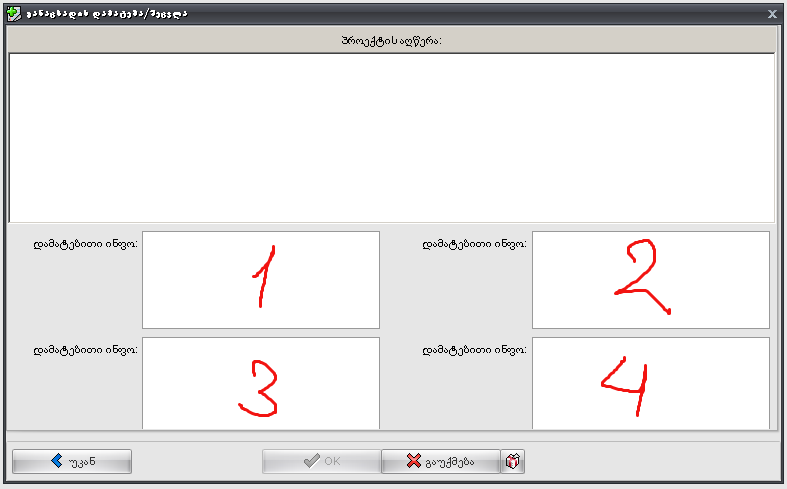 განაცხადის დამატება/შეცვლა
პროექტის აღწერა:
დამატებითი ინფო: 1 დამატებითი ინფო: 2
დამატებითი ინფო: 3 დამატებითი ინფო: 4
უკან OK გაუქმება